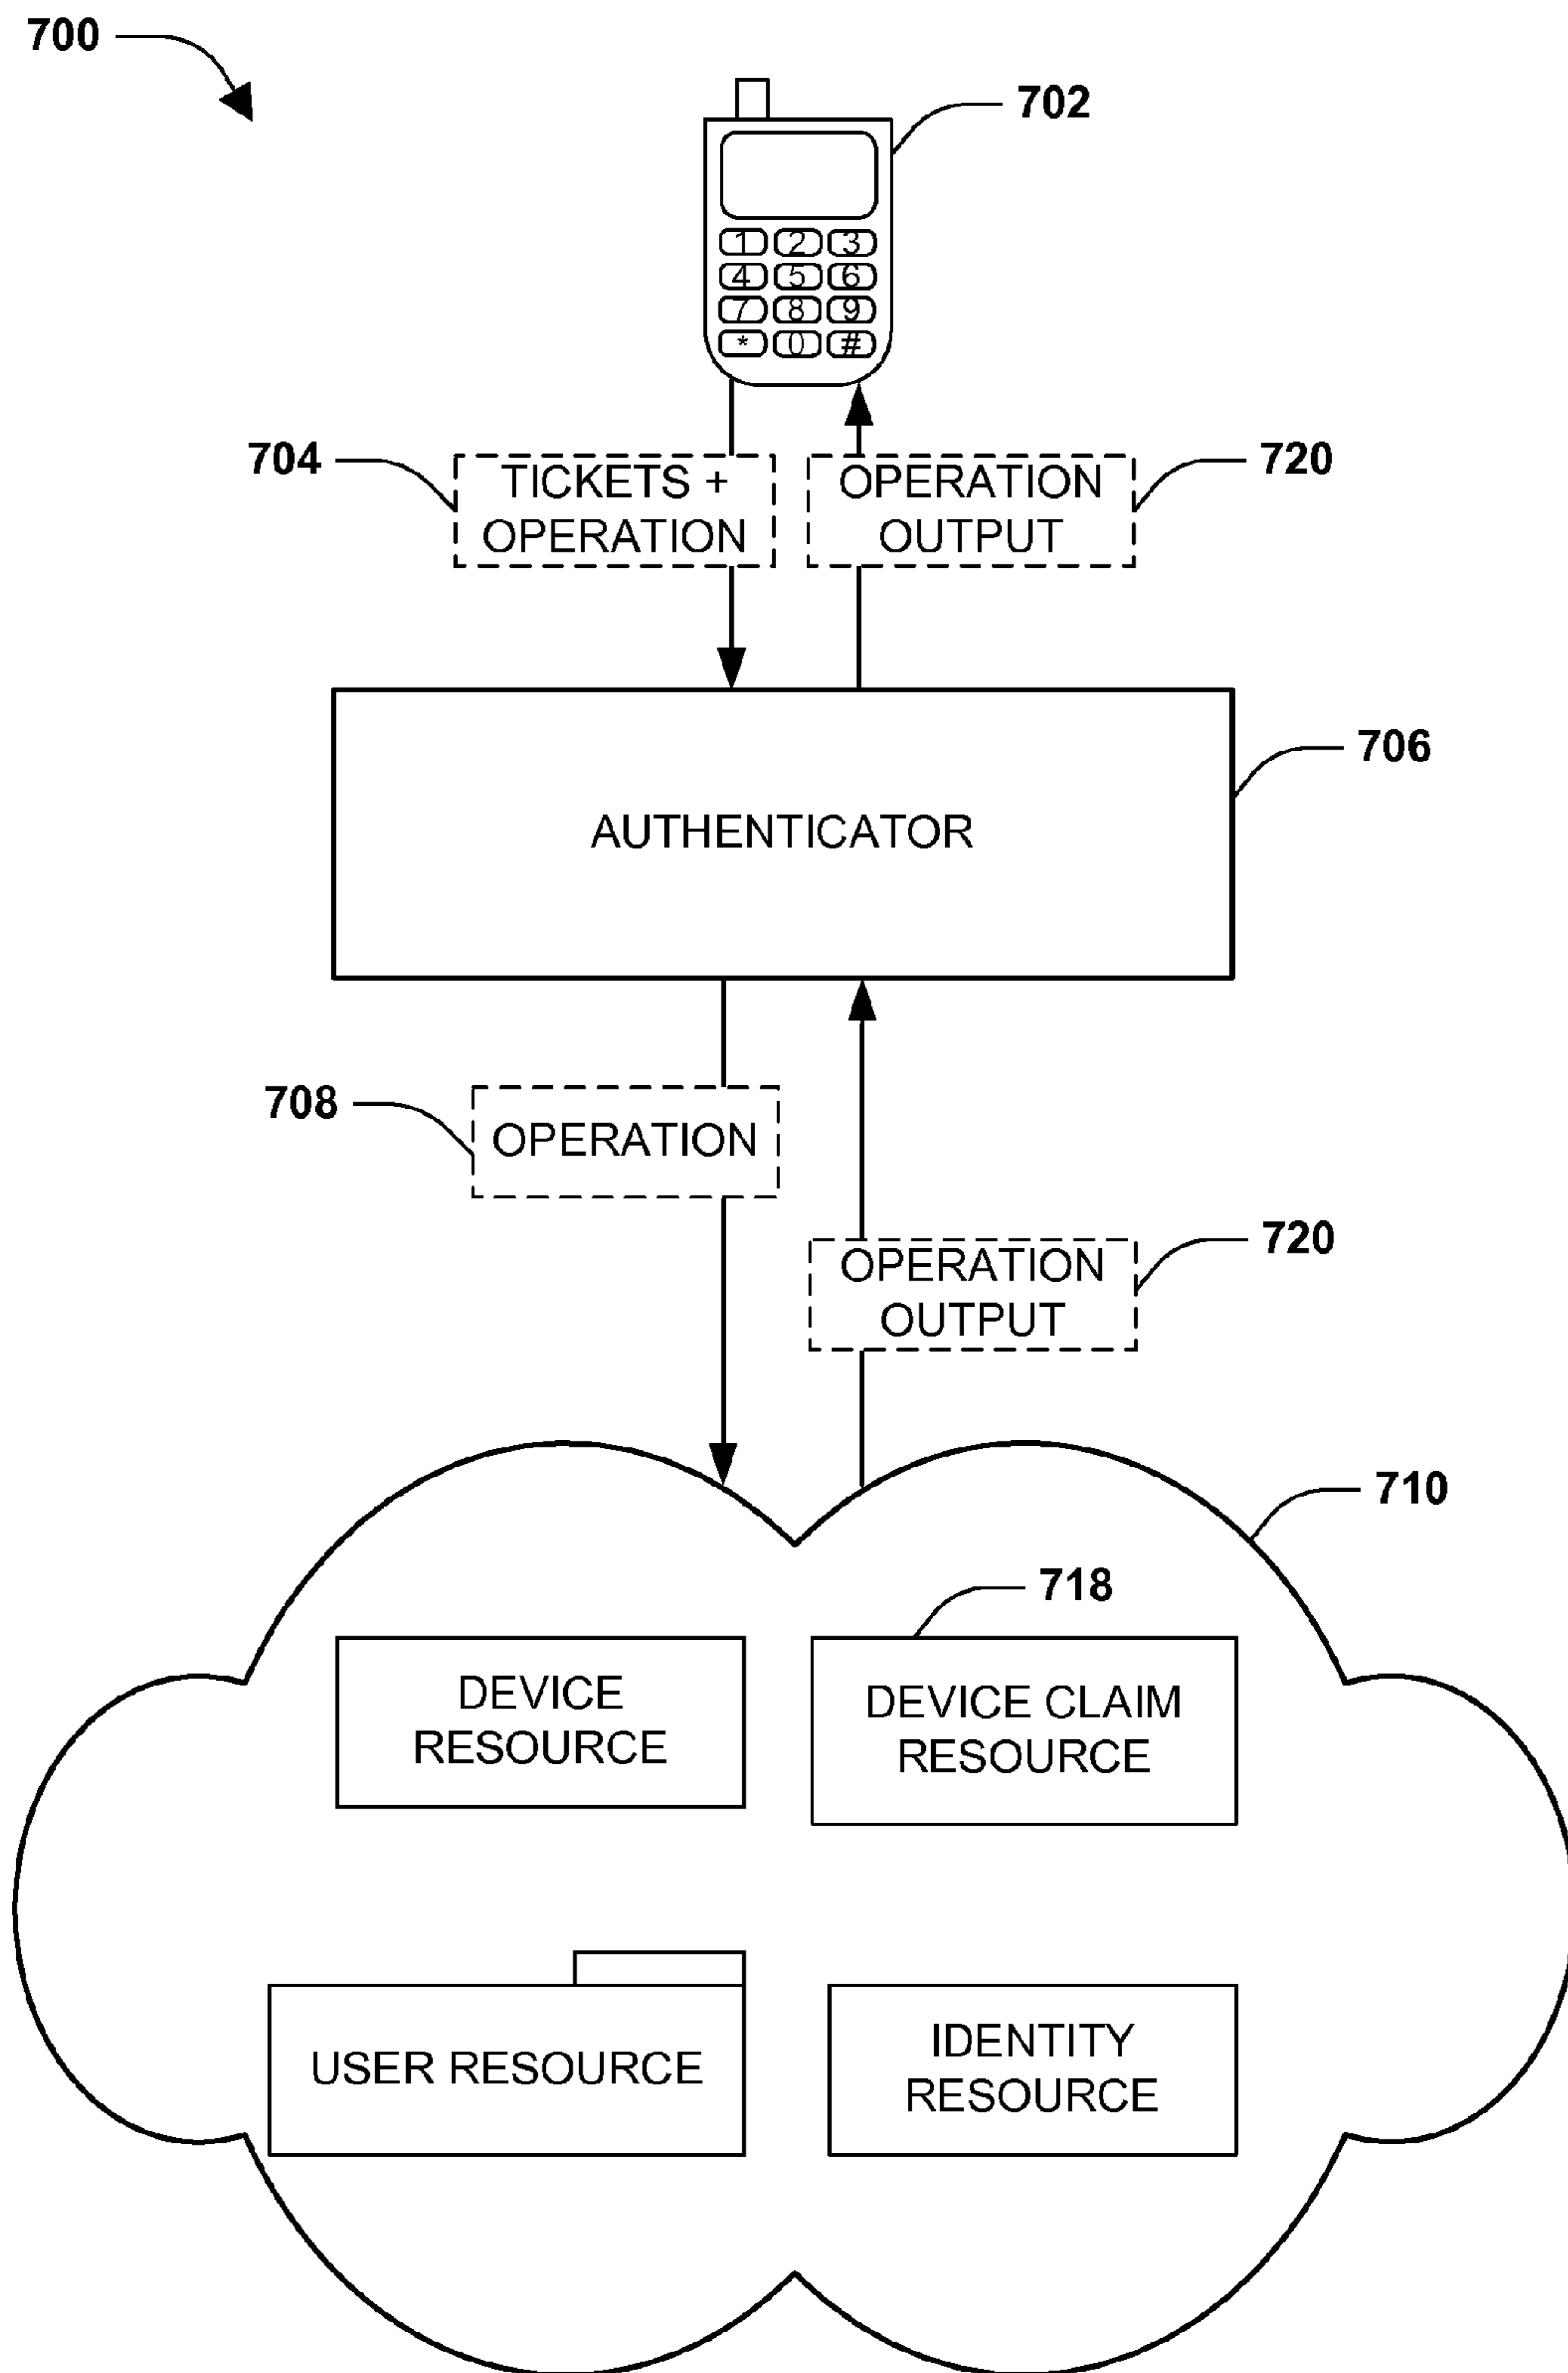 700
702
1 2 3
4 5 6
7 8 9
* 0 #
704
TICKETS +
OPERATION
OPERATION
OUTPUT
720
706
AUTHENTICATOR
708
OPERATION
720
OPERATION
OUTPUT
710
718
DEVICE
RESOURCE
DEVICE CLAIM
RESOURCE
USER RESOURCE
IDENTITY
RESOURCE